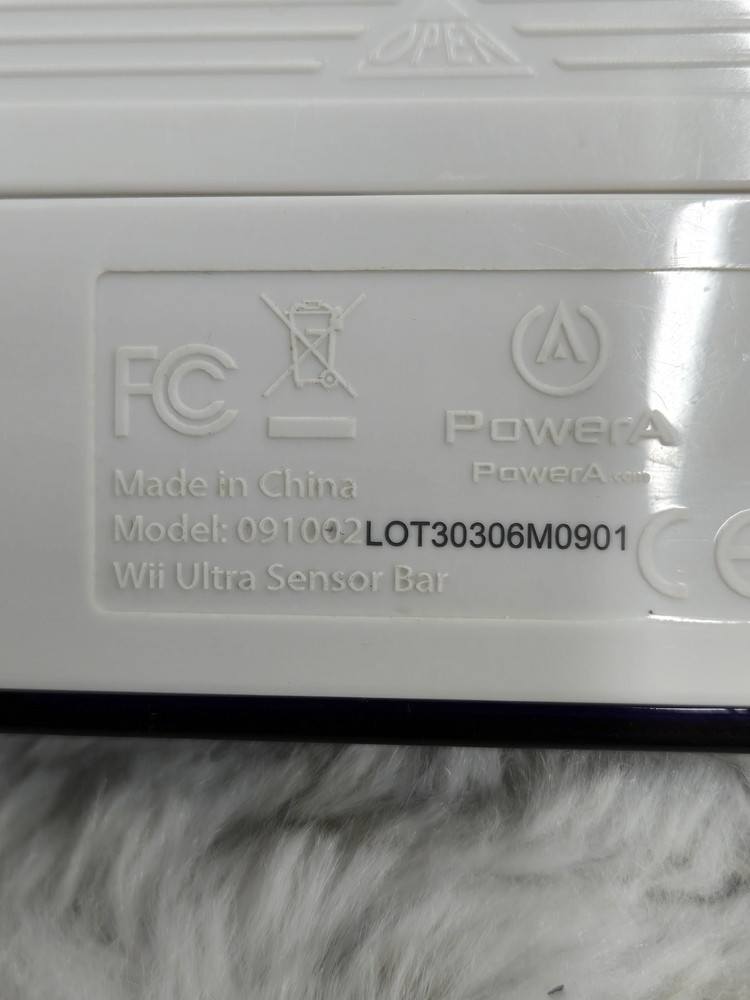 OPEN
FC
PowerA
PowerA.com
Made in China
Model: 091002 LOT30306M0901
CE
Wii Ultra Sensor Bar